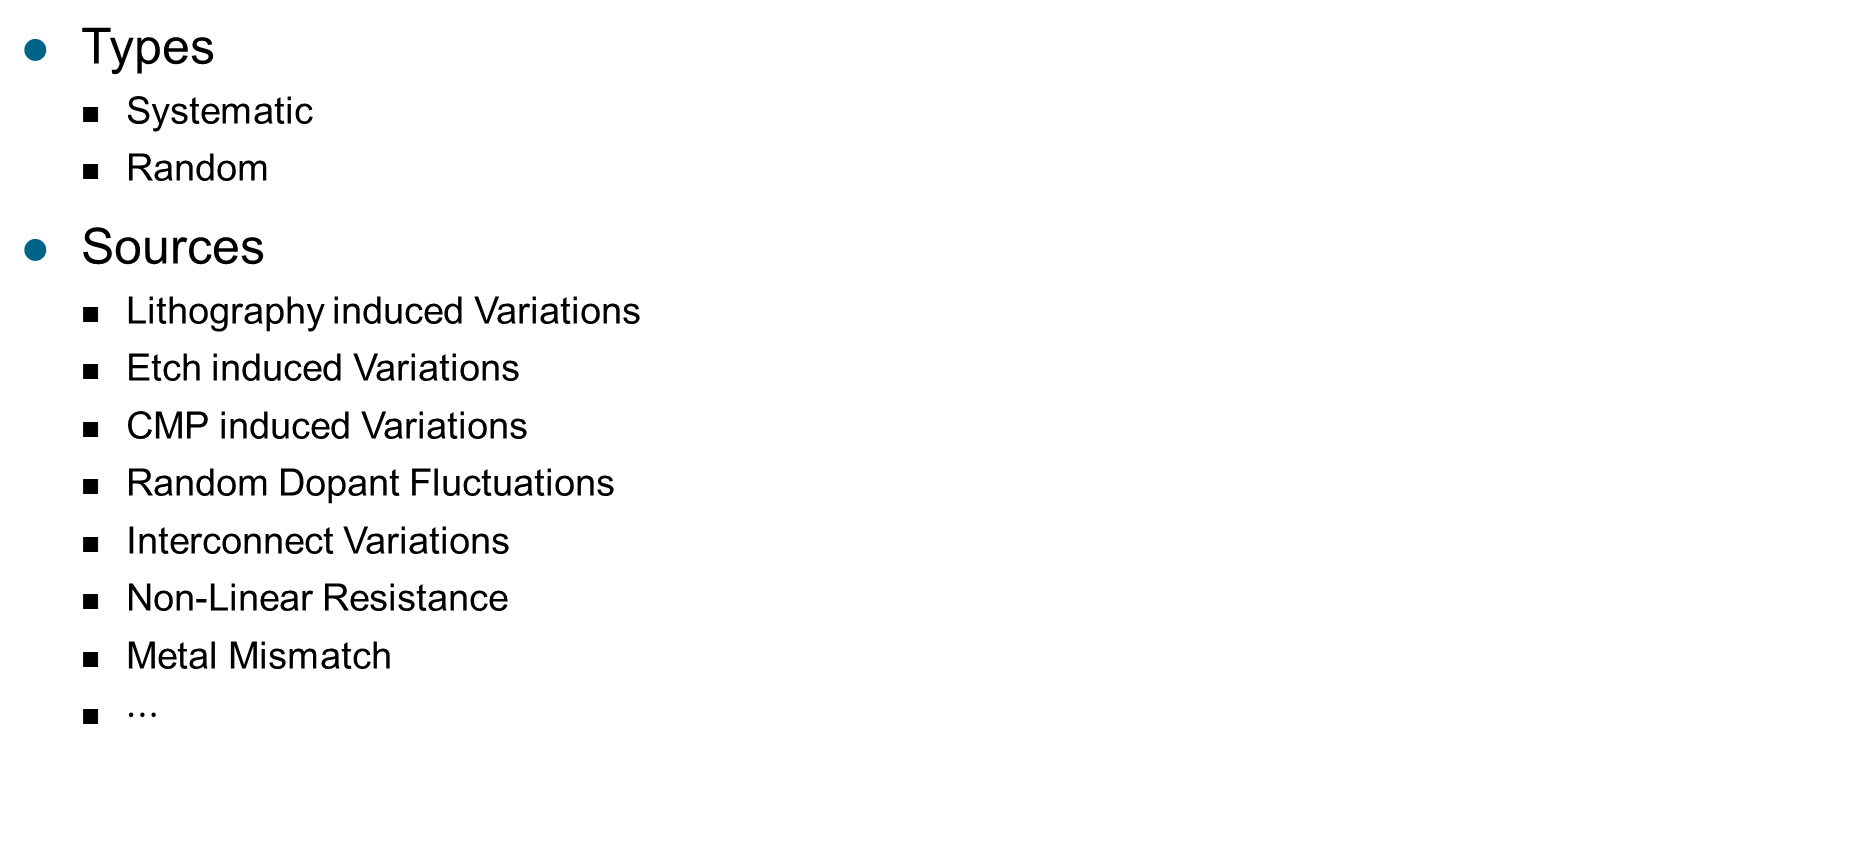 Types
Systematic
Random
Sources
Lithography induced Variations
Etch induced Variations
CMP induced Variations
Random Dopant Fluctuations
Interconnect Variations
Non-Linear Resistance
Metal Mismatch
…